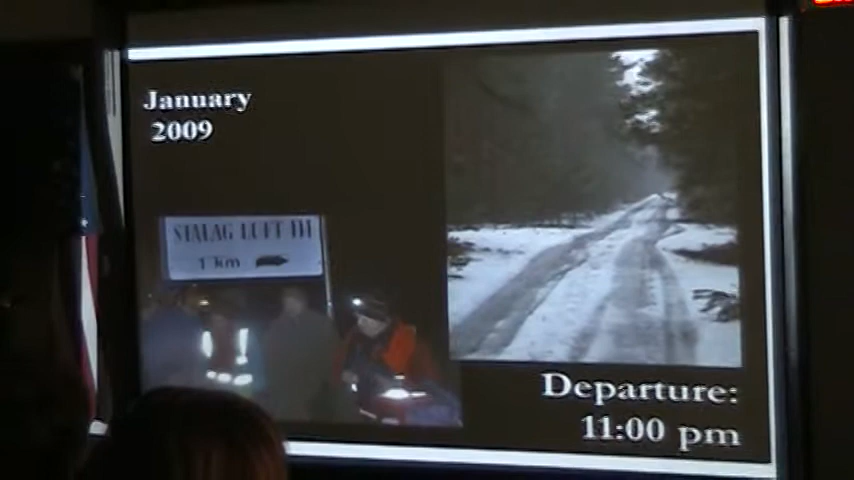 January
2009
STALAG LUFT III
1 km
Departure:
11:00 pm